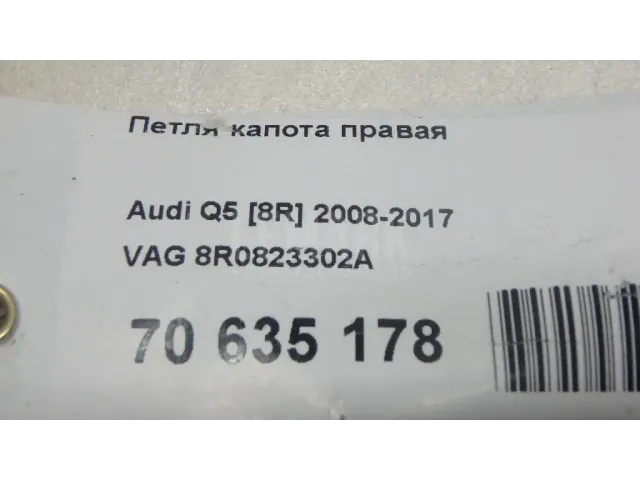 Петля капота правая
Audi Q5 [8R] 2008-2017
VAG 8R0823302A
70 635 178